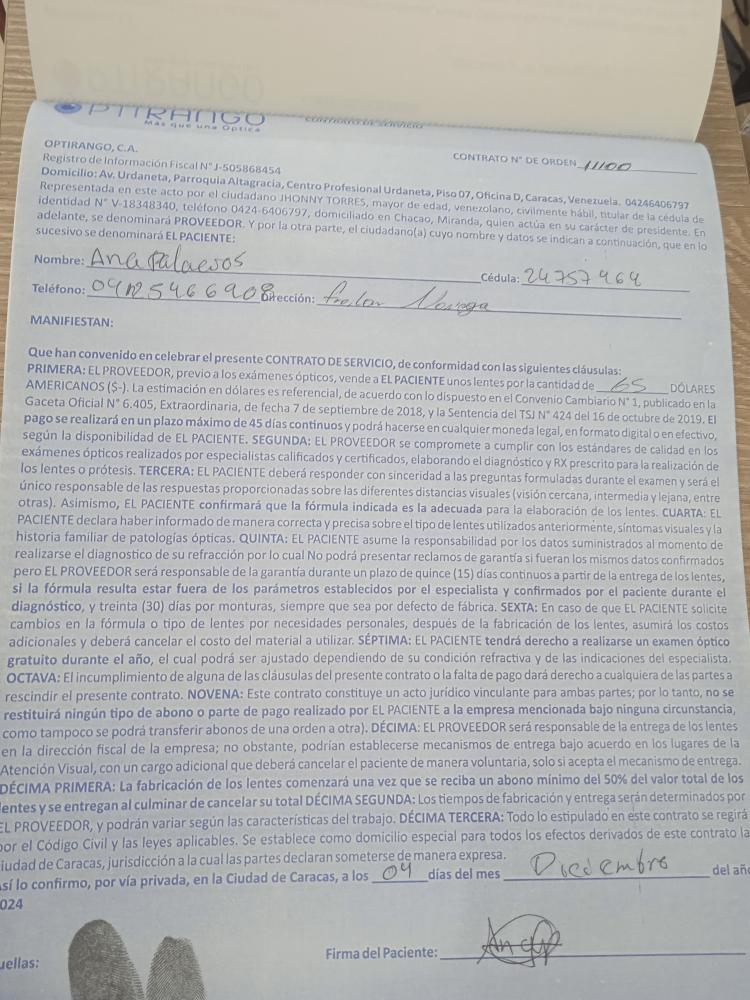 OPTIRANGO
Más que una Óptica
CONTRATO DE SERVICIO
OPTIRANGO, C.A.
CONTRATO N° DE ORDEN 11100
Registro de Información Fiscal N° J-505868454
Domicilio: Av. Urdaneta, Parroquia Altagracia, Centro Profesional Urdaneta, Piso 07, Oficina D, Caracas, Venezuela. 04246406797
Representada en este acto por el ciudadano JHONNY TORRES, mayor de edad, venezolano, civilmente hábil, titular de la cédula de
identidad N° V-18348340, teléfono 0424-6406797, domiciliado en Chacao, Miranda, quien actúa en su carácter de presidente. En
adelante, se denominará PROVEEDOR. Y por la otra parte, el ciudadano(a) cuyo nombre y datos se indican a continuación, que en lo
sucesivo se denominará EL PACIENTE:
Nombre: Ana Palacios Cédula: 24757964
Teléfono: 04125466908 Dirección:
MANIFIESTAN:
Que han convenido en celebrar el presente CONTRATO DE SERVICIO, de conformidad con las siguientes cláusulas:
PRIMERA: EL PROVEEDOR, previo a los exámenes ópticos, vende a EL PACIENTE unos lentes por la cantidad de 65 DÓLARES
AMERICANOS ($-). La estimación en dólares es referencial, de acuerdo con lo dispuesto en el Convenio Cambiario N° 1, publicado en la
Gaceta Oficial N° 6.405, Extraordinaria, de fecha 7 de septiembre de 2018, y la Sentencia del TSJ N° 424 del 16 de octubre de 2019. El
pago se realizará en un plazo máximo de 45 días continuos y podrá hacerse en cualquier moneda legal, en formato digital o en efectivo,
según la disponibilidad de EL PACIENTE. SEGUNDA: EL PROVEEDOR se compromete a cumplir con los estándares de calidad en los
exámenes ópticos realizados por especialistas calificados y certificados, elaborando el diagnóstico y RX prescrito para la realización de
los lentes o prótesis. TERCERA: EL PACIENTE deberá responder con sinceridad a las preguntas formuladas durante el examen y será el
único responsable de las respuestas proporcionadas sobre las diferentes distancias visuales (visión cercana, intermedia y lejana, entre
otras). Asimismo, EL PACIENTE confirmará que la fórmula indicada es la adecuada para la elaboración de los lentes. CUARTA: EL
PACIENTE declara haber informado de manera correcta y precisa sobre el tipo de lentes utilizados anteriormente, síntomas visuales y la
historia familiar de patologías ópticas. QUINTA: EL PACIENTE asume la responsabilidad por los datos suministrados al momento de
realizarse el diagnostico de su refracción por lo cual No podrá presentar reclamos de garantía si fueran los mismos datos confirmados
pero EL PROVEEDOR será responsable de la garantía durante un plazo de quince (15) días continuos a partir de la entrega de los lentes,
si la fórmula resulta estar fuera de los parámetros establecidos por el especialista y confirmados por el paciente durante el
diagnóstico, y treinta (30) días por monturas, siempre que sea por defecto de fábrica. SEXTA: En caso de que EL PACIENTE solicite
cambios en la fórmula o tipo de lentes por necesidades personales, después de la fabricación de los lentes, asumirá los costos
adicionales y deberá cancelar el costo del material a utilizar. SÉPTIMA: EL PACIENTE tendrá derecho a realizarse un examen óptico
gratuito durante el año, el cual podrá ser ajustado dependiendo de su condición refractiva y de las indicaciones del especialista.
OCTAVA: El incumplimiento de alguna de las cláusulas del presente contrato o la falta de pago dará derecho a cualquiera de las partes a
rescindir el presente contrato. NOVENA: Este contrato constituye un acto jurídico vinculante para ambas partes; por lo tanto, no se
restituirá ningún tipo de abono o parte de pago realizado por EL PACIENTE a la empresa mencionada bajo ninguna circunstancia,
como tampoco se podrá transferir abonos de una orden a otra). DÉCIMA: EL PROVEEDOR será responsable de la entrega de los lentes
en la dirección fiscal de la empresa; no obstante, podrían establecerse mecanismos de entrega bajo acuerdo en los lugares de la
Atención Visual, con un cargo adicional que deberá cancelar el paciente de manera voluntaria, solo si acepta el mecanismo de entrega.
DÉCIMA PRIMERA: La fabricación de los lentes comenzará una vez que se reciba un abono mínimo del 50% del valor total de los
lentes y se entregan al culminar de cancelar su total DÉCIMA SEGUNDA: Los tiempos de fabricación y entrega serán determinados por
EL PROVEEDOR, y podrán variar según las características del trabajo. DÉCIMA TERCERA: Todo lo estipulado en este contrato se regirá
por el Código Civil y las leyes aplicables. Se establece como domicilio especial para todos los efectos derivados de este contrato la
iudad de Caracas, jurisdicción a la cual las partes declaran someterse de manera expresa.
Así lo confirmo, por vía privada, en la Ciudad de Caracas, a los 04 días del mes Diciembre del año
024
uellas:
Firma del Paciente: